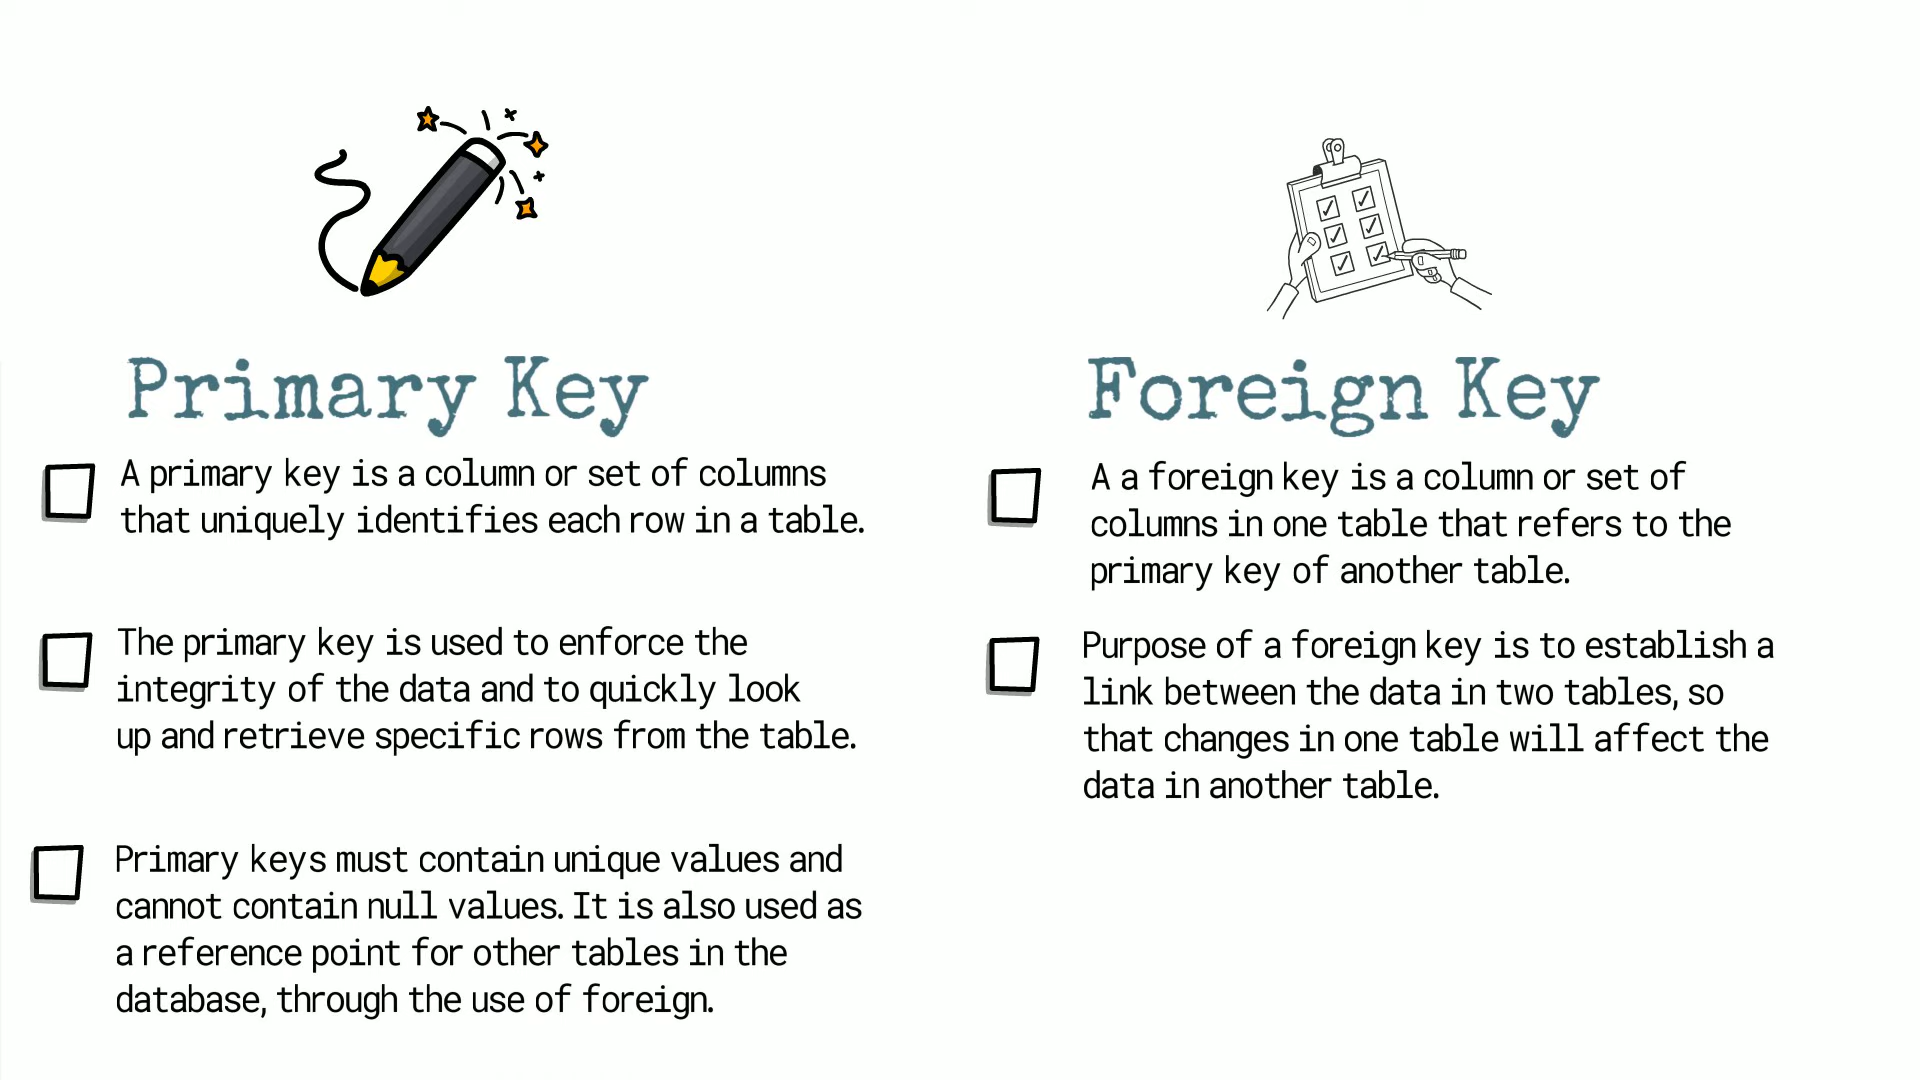 Primary Key
A primary key is a column or set of columns
that uniquely identifies each row in a table.
The primary key is used to enforce the
integrity of the data and to quickly look
up and retrieve specific rows from the table.
Primary keys must contain unique values and
cannot contain null values. It is also used as
a reference point for other tables in the
database, through the use of foreign.
Foreign Key
A a foreign key is a column or set of
columns in one table that refers to the
primary key of another table.
Purpose of a foreign key is to establish a
link between the data in two tables, so
that changes in one table will affect the
data in another table.